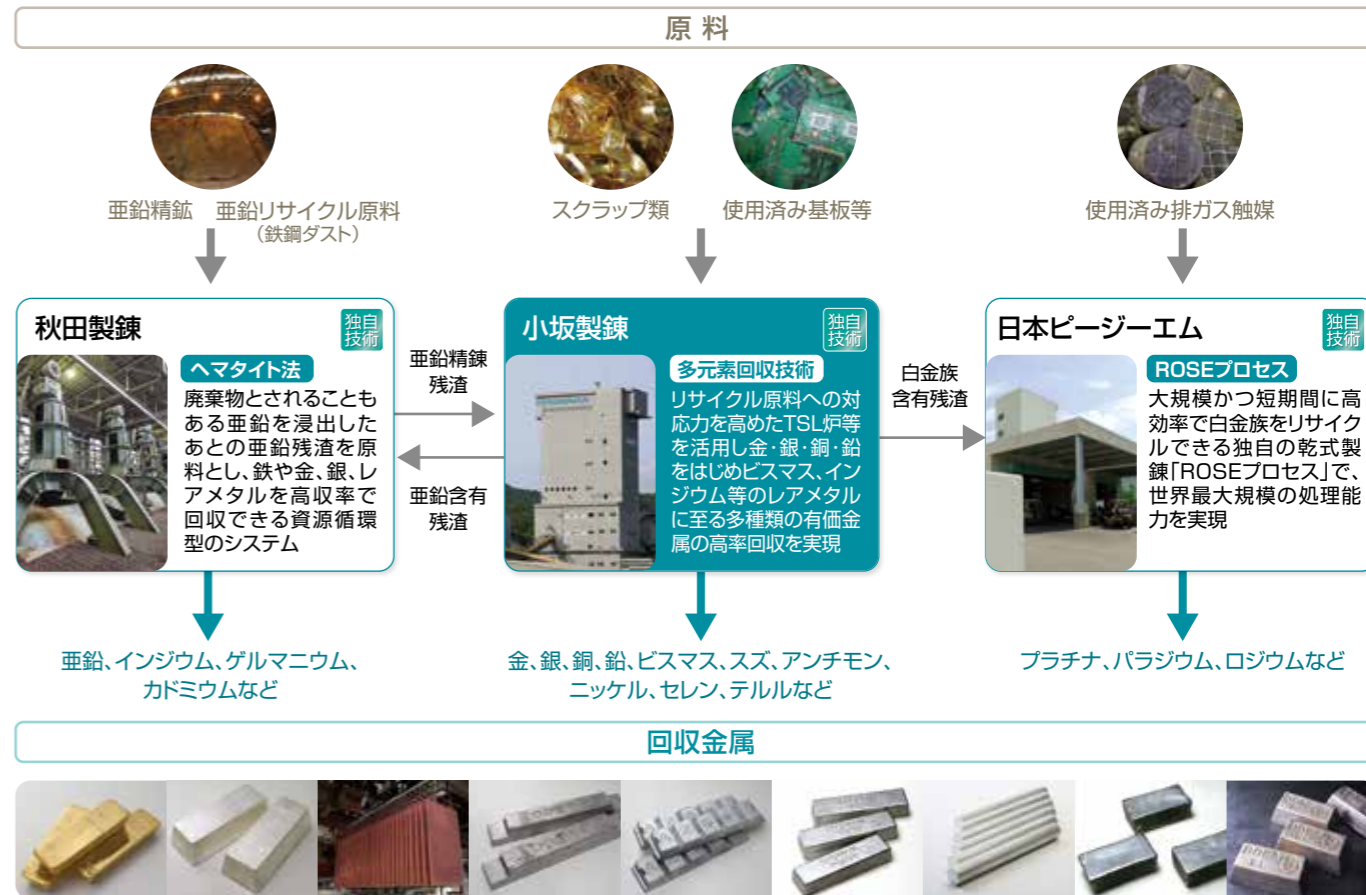 原 料
亜鉛精鉱
亜鉛リサイクル原料
(鉄鋼ダスト)
スクラップ類
使用済み基板等
使用済み排ガス触媒
秋田製錬
独自
技術
ヘマタイト法
廃棄物とされることも
ある亜鉛を浸出した
あとの亜鉛残渣を原
料とし、鉄や金、銀、レ
アメタルを高収率で
回収できる資源循環
型のシステム
亜鉛精錬
残渣
亜鉛含有
残渣
小坂製錬
独自
技術
多元素回収技術
リサイクル原料への対
応力を高めたTSL炉等
を活用し金・銀・銅・鉛
をはじめビスマス、イン
ジウム等のレアメタル
に至る多種類の有価金
属の高率回収を実現
白金族
含有残渣
日本ピージーエム
独自
技術
ROSEプロセス
大規模かつ短期間に高
効率で白金族をリサイク
ルできる独自の乾式製
錬「ROSEプロセス」で、
世界最大規模の処理能
力を実現
亜鉛、インジウム、ゲルマニウム、
カドミウムなど
金、銀、銅、鉛、ビスマス、スズ、アンチモン、
ニッケル、セレン、テルルなど
プラチナ、パラジウム、ロジウムなど
回収金属